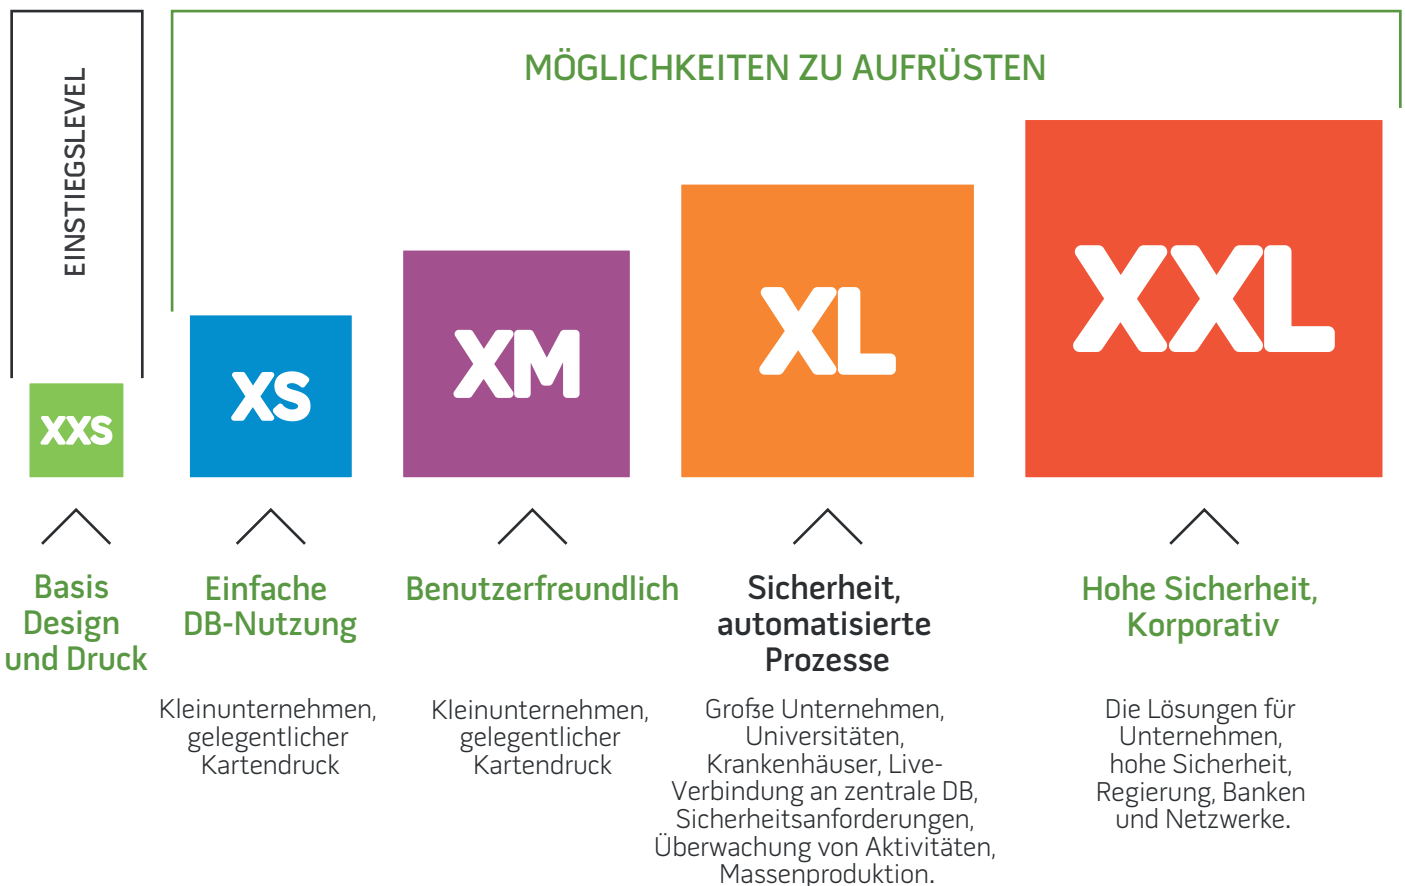 EINSTIEGSLEVEL
MÖGLICHKEITEN ZU AUFRÜSTEN
XXS
XS
XM
XL
XXL
Basis
Design
und Druck
Einfache
DB-Nutzung
Kleinunternehmen,
gelegentlicher
Kartendruck
Benutzerfreundlich
Kleinunternehmen,
gelegentlicher
Kartendruck
Sicherheit,
automatisierte
Prozesse
Große Unternehmen,
Universitäten,
Krankenhäuser, Live-
Verbindung an zentrale DB,
Sicherheitsanforderungen,
Überwachung von Aktivitäten,
Massenproduktion.
Hohe Sicherheit,
Korporativ
Die Lösungen für
Unternehmen,
hohe Sicherheit,
Regierung, Banken
und Netzwerke.